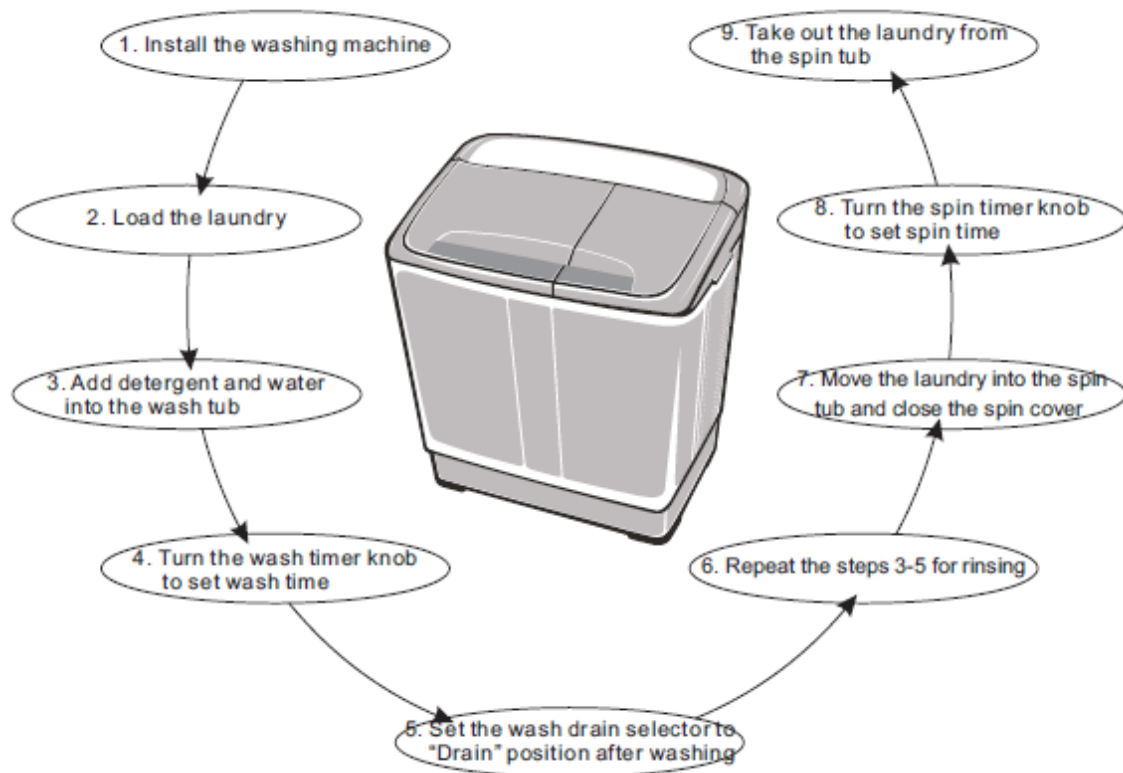 1. Install the washing machine
2. Load the laundry
3. Add detergent and water
into the wash tub
4. Turn the wash timer knob
to set wash time
5. Set the wash drain selector to
“Drain” position after washing
6. Repeat the steps 3-5 for rinsing
7. Move the laundry into the spin
tub and close the spin cover
8. Turn the spin timer knob
to set spin time
9. Take out the laundry from
the spin tub